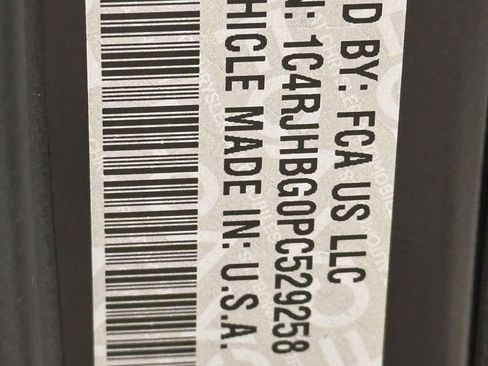 D BY: FCA US LLC
N: 1C4RJHBG0PC529258
HICLE MADE IN: U.S.A.